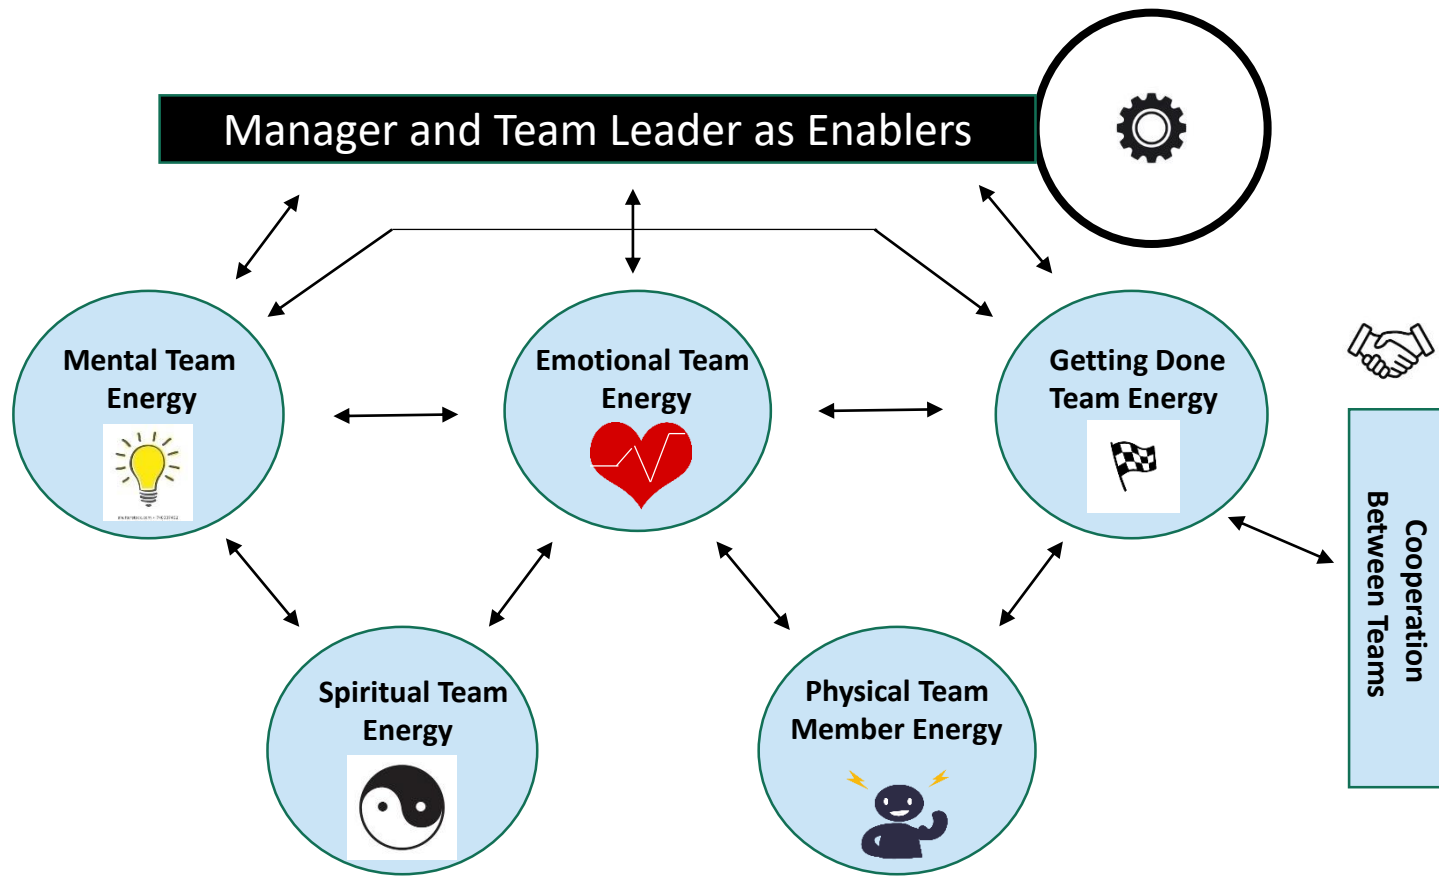 Manager and Team Leader as Enablers
Mental Team
Energy
Emotional Team
Energy
Getting Done
Team Energy
Cooperation
Between Teams
Spiritual Team
Energy
Physical Team
Member Energy